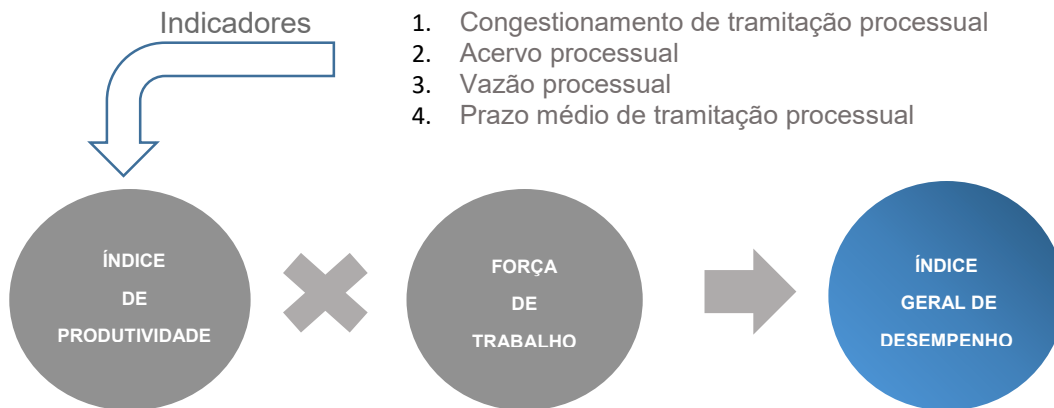 Indicadores
1. Congestionamento de tramitação processual
2. Acervo processual
3. Vazão processual
4. Prazo médio de tramitação processual
ÍNDICE
DE
PRODUTIVIDADE
FORÇA
DE
TRABALHO
ÍNDICE
GERAL DE
DESEMPENHO